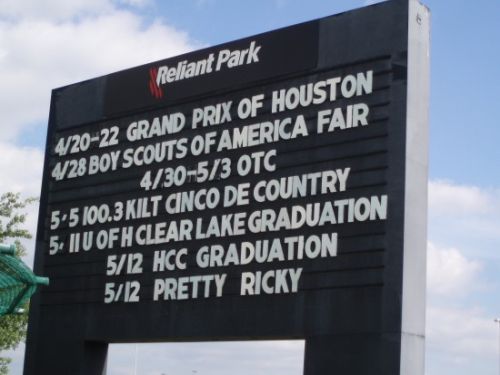 Reliant Park
4/20-22 GRAND PRIX OF HOUSTON
4/28 BOY SCOUTS OF AMERICA FAIR
4/30-5/3 OTC
5/5 100.3 KILT CINCO DE COUNTRY
5/11 U OF H CLEAR LAKE GRADUATION
5/12 HCC GRADUATION
5/12 PRETTY RICKY